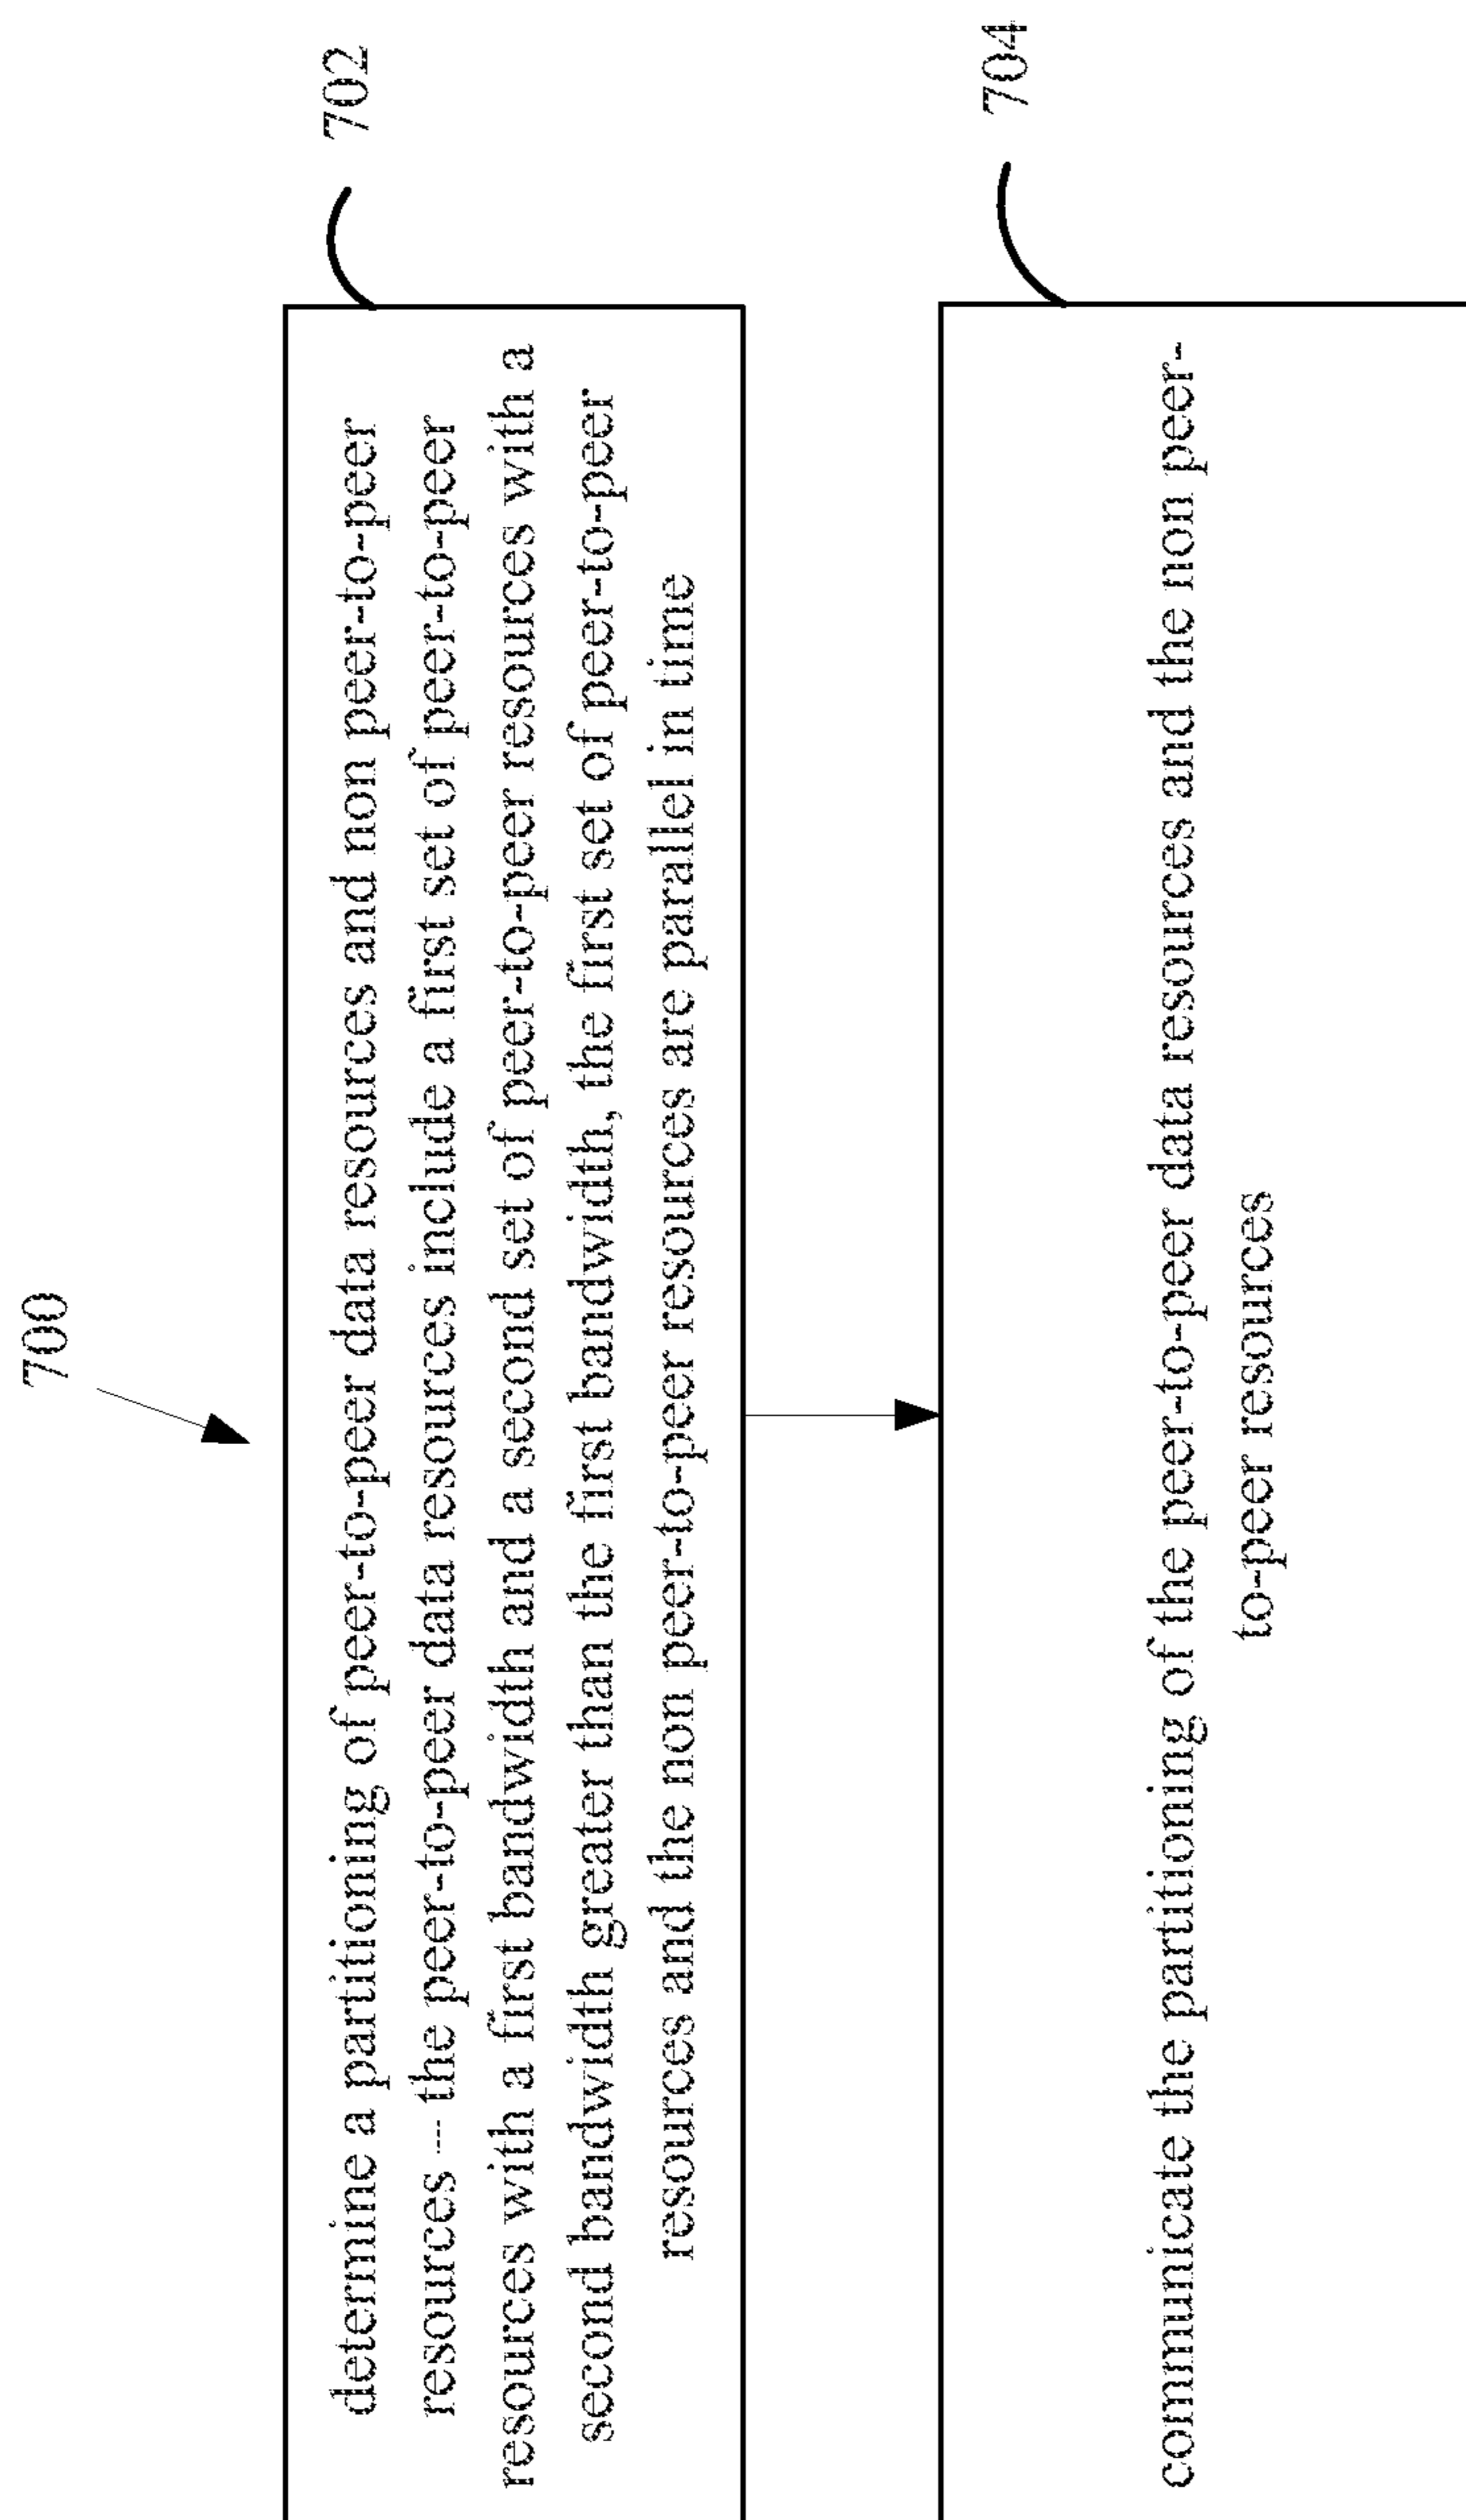 700
702
determine a partitioning of peer-to-peer data resources and non peer-to-peer
resources --- the peer-to-peer data resources include a first set of peer-to-peer
resources with a first bandwidth and a second set of peer-to-peer resources with a
second bandwidth greater than the first bandwidth, the first set of peer-to-peer
resources and the non peer-to-peer resources are parallel in time
704
communicate the partitioning of the peer-to-peer data resources and the non peer-
to-peer resources